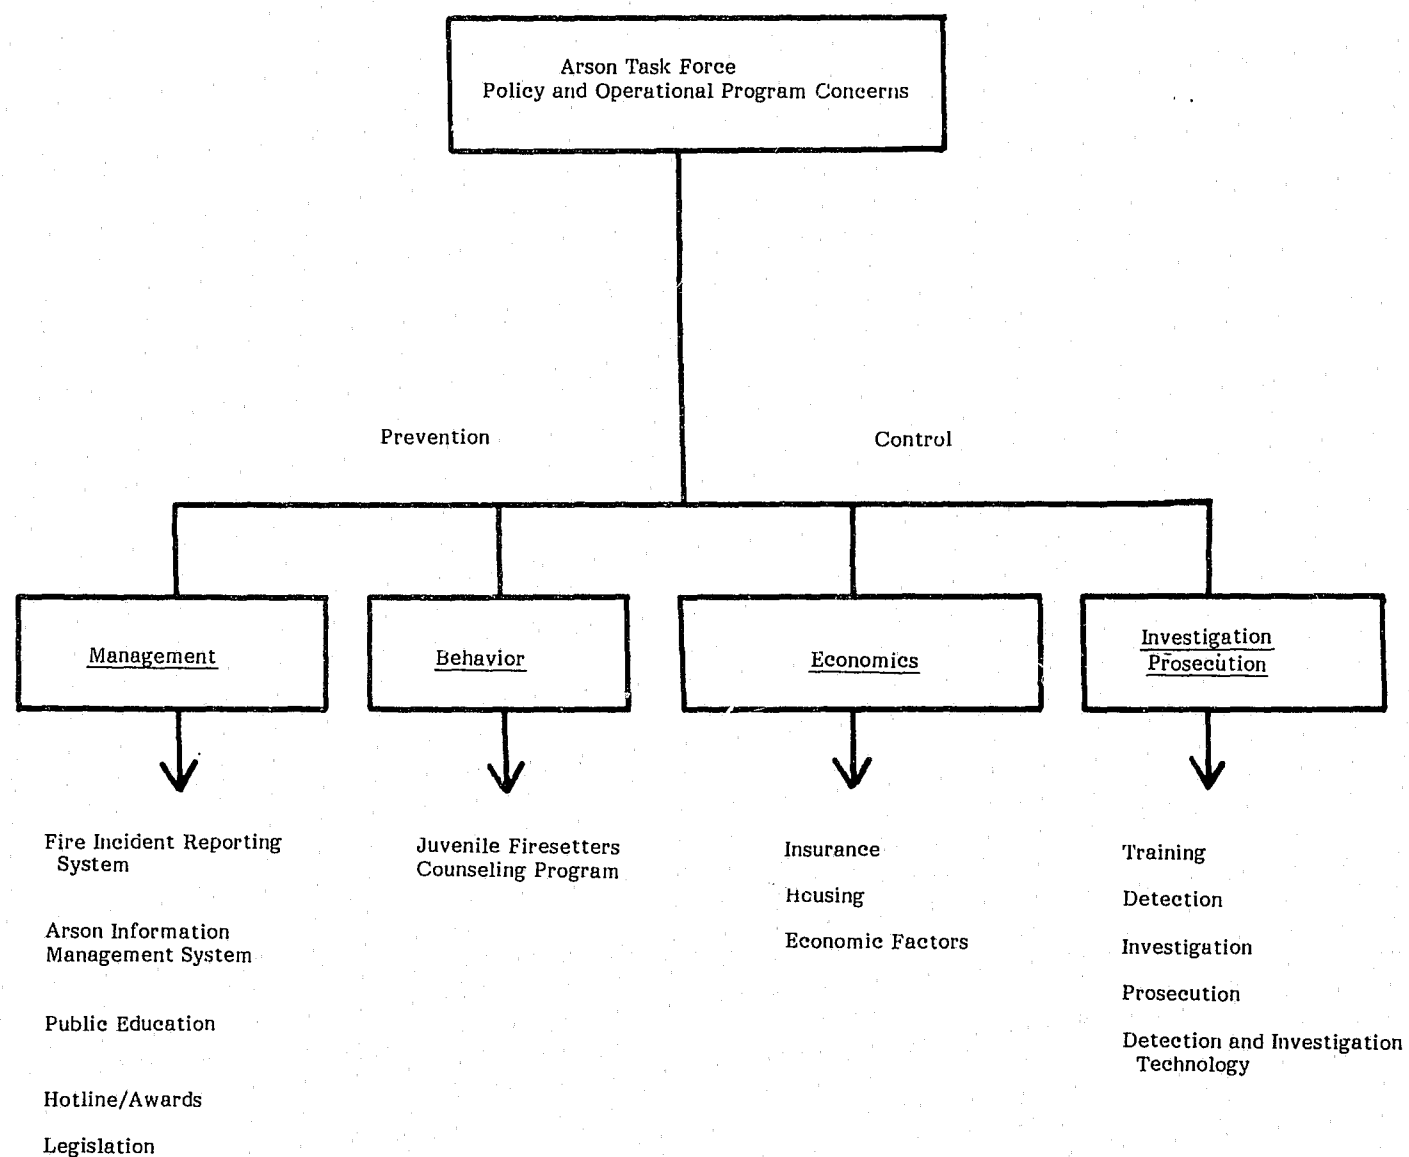 Arson Task Force
Policy and Operational Program Concerns
Prevention
Control
Management
Behavior
Economics
Investigation
Prosecution
Fire Incident Reporting
System
Arson Information
Management System
Public Education
Hotline/Awards
Legislation
Juvenile Firesetters
Counseling Program
Insurance
Housing
Economic Factors
Training
Detection
Investigation
Prosecution
Detection and Investigation
Technology